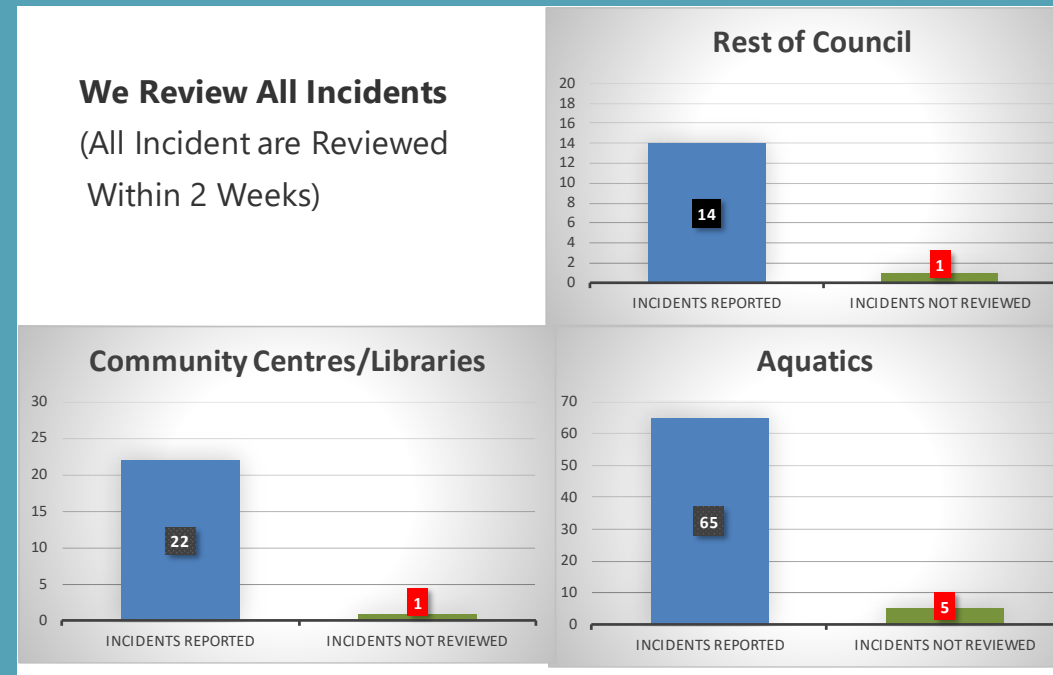 We Review All Incidents
(All Incident are Reviewed
Within 2 Weeks)
Rest of Council
20
18
16
14
12
10
8
6
4
2
0
14
1
INCIDENTS REPORTED
INCIDENTS NOT REVIEWED
Community Centres/Libraries
30
25
20
15
10
5
0
22
1
INCIDENTS REPORTED
INCIDENTS NOT REVIEWED
Aquatics
70
60
50
40
30
20
10
0
65
5
INCIDENTS REPORTED
INCIDENTS NOT REVIEWED